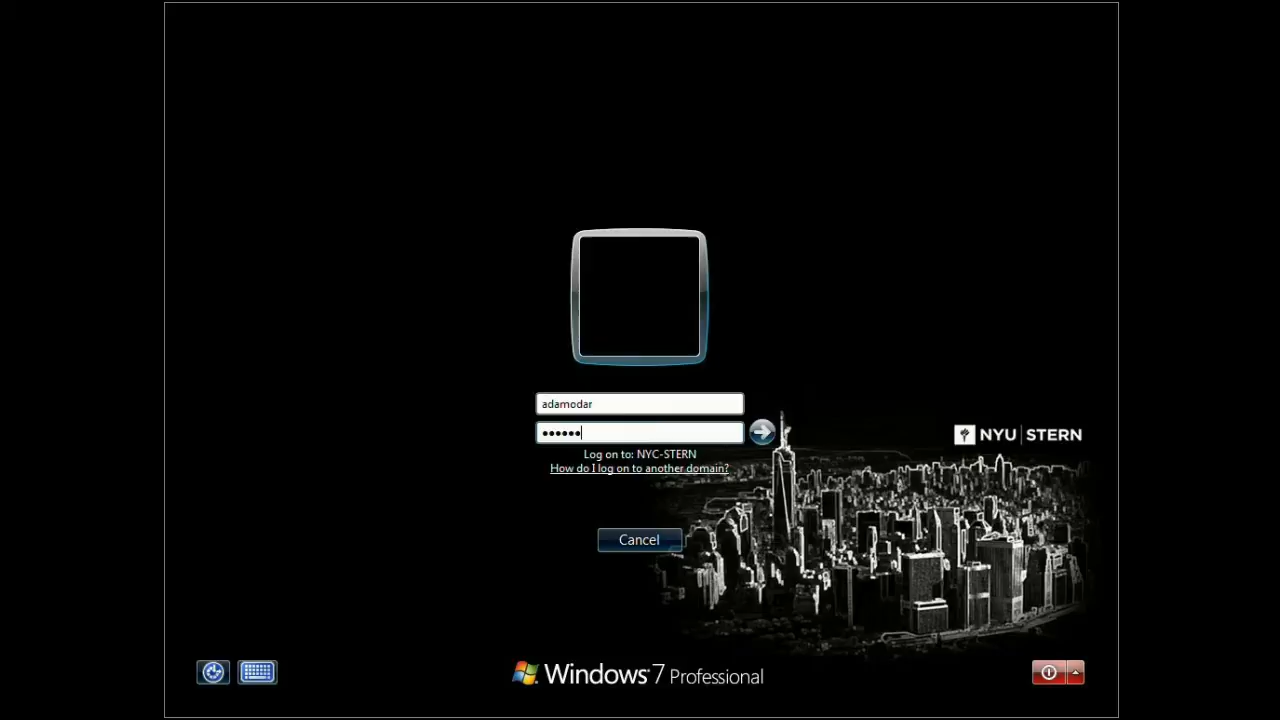 adamodar
●●●●●●
Log on to: NYC-STERN
How do I log on to another domain?
NYU | STERN
Cancel
Windows 7 Professional